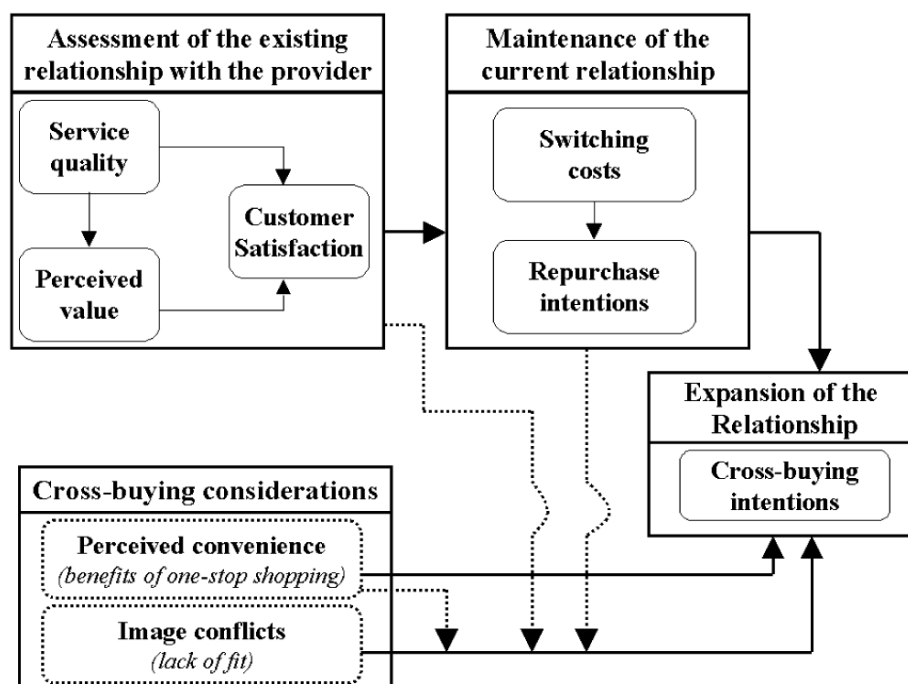 Assessment of the existing
relationship with the provider
Service
quality
Customer
Satisfaction
Perceived
value
Maintenance of the
current relationship
Switching
costs
Repurchase
intentions
Expansion of the
Relationship
Cross-buying
intentions
Cross-buying considerations
Perceived convenience
(benefits of one-stop shopping)
Image conflicts
(lack of fit)